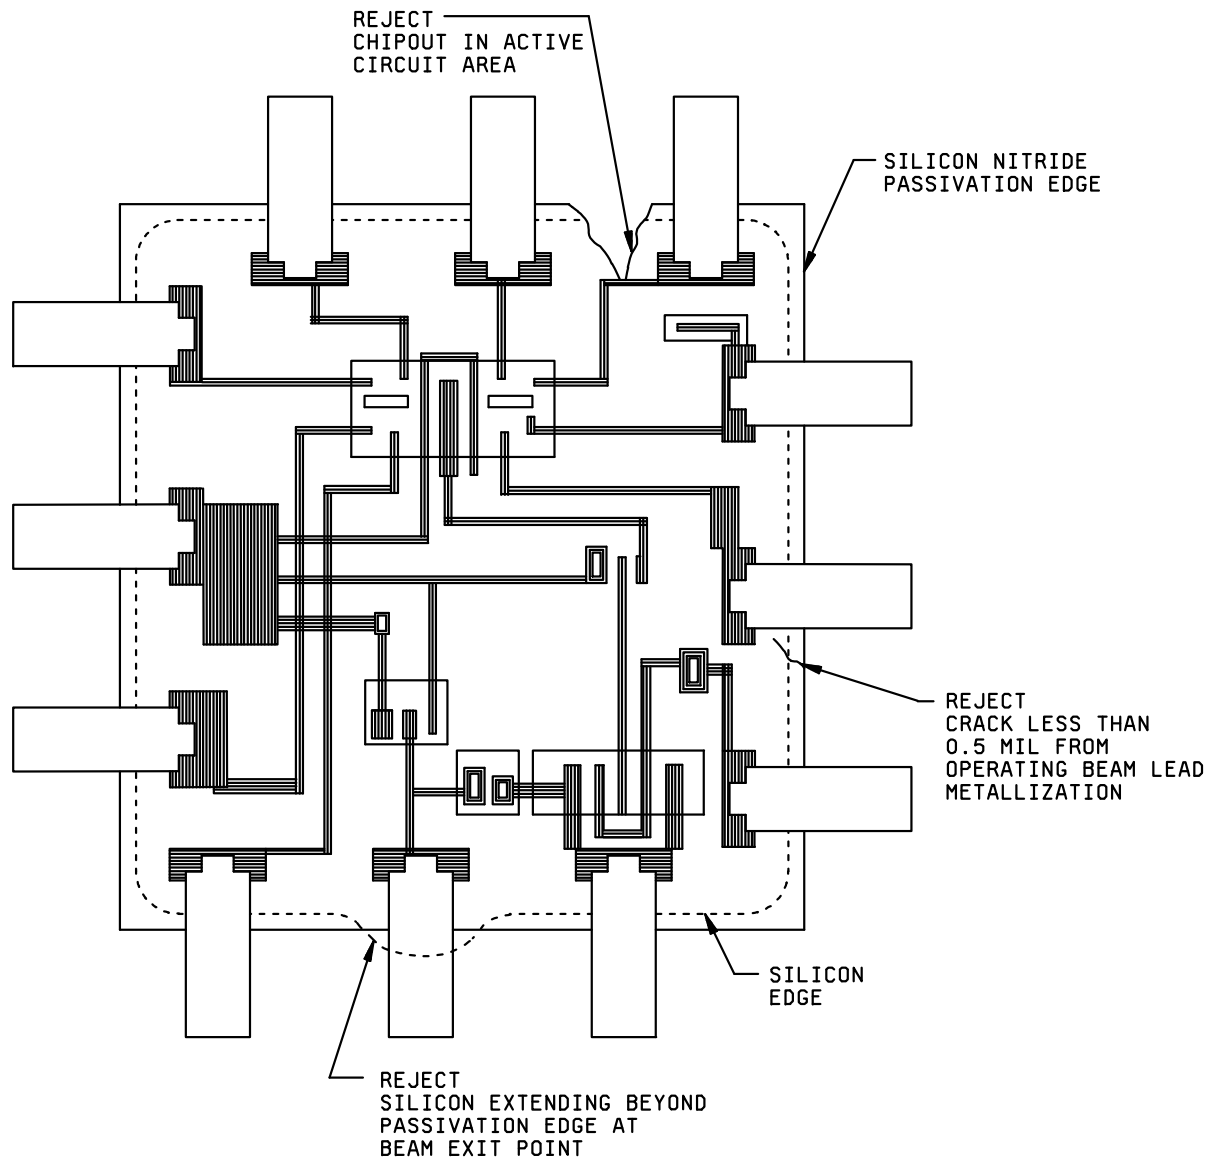 REJECT
CHIPOUT IN ACTIVE
CIRCUIT AREA
SILICON NITRIDE
PASSIVATION EDGE
REJECT
CRACK LESS THAN
0.5 MIL FROM
OPERATING BEAM LEAD
METALLIZATION
SILICON
EDGE
REJECT
SILICON EXTENDING BEYOND
PASSIVATION EDGE AT
BEAM EXIT POINT